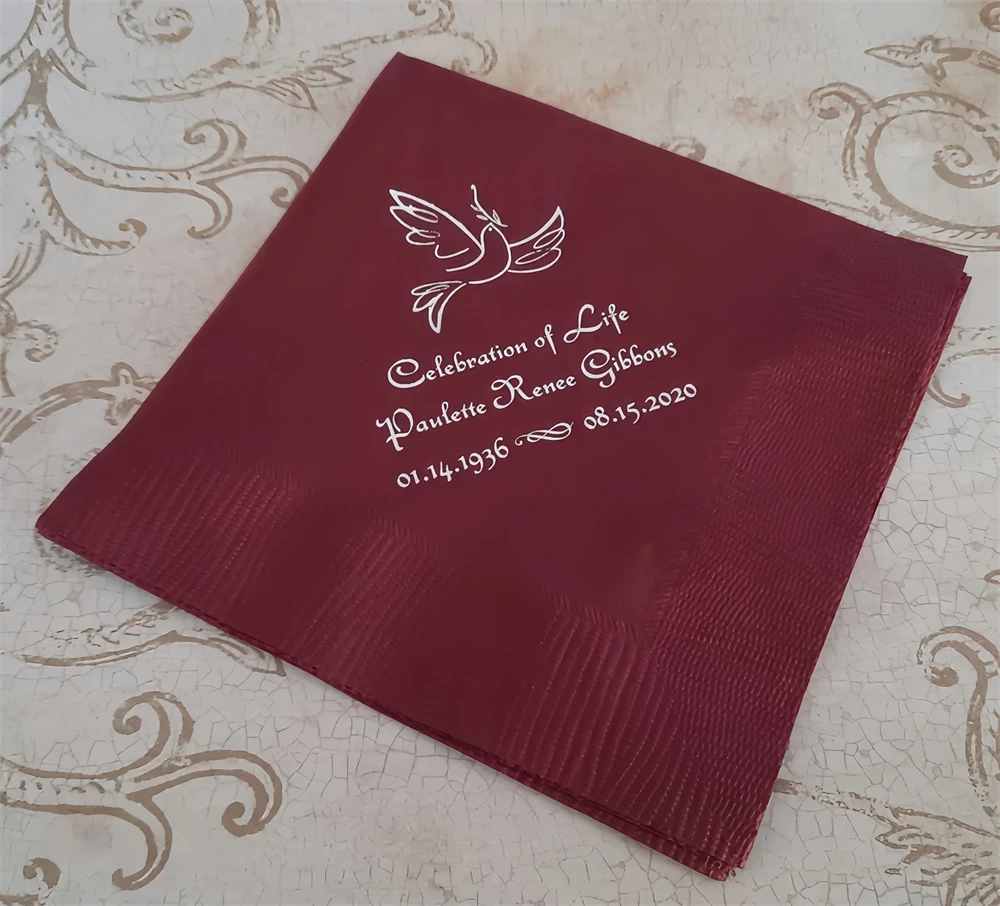 Celebration of Life
Paulette Renee Gibbons
01.14.1936 08.15.2020